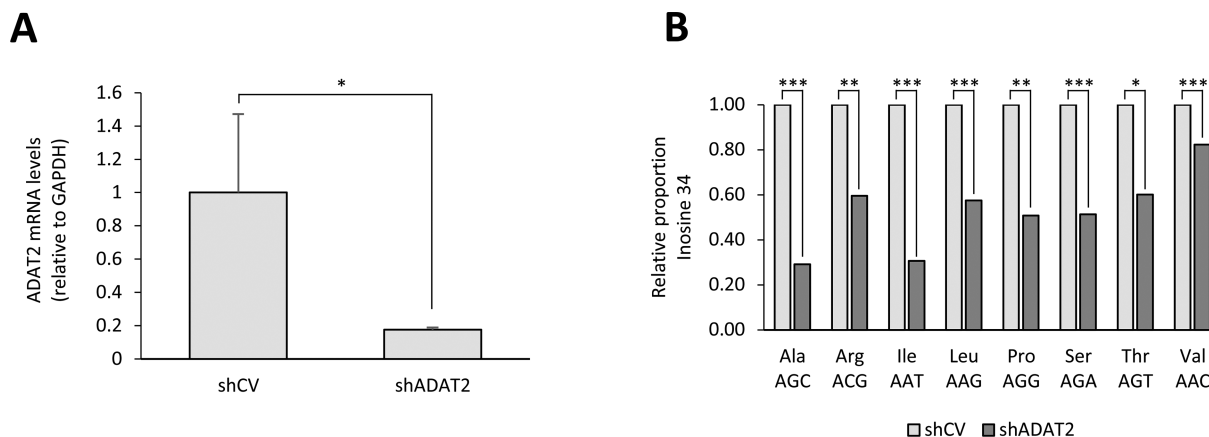 A
ADAT2 mRNA levels
(relative to GAPDH)
1.6
1.4
1.2
1
0.8
0.6
0.4
0.2
0
*
shCV shADAT2
B
Relative proportion
Inosine 34
1.00
0.80
0.60
0.40
0.20
0.00
*** ** *** *** ** *** * ***
Ala Arg Ile Leu Pro Ser Thr Val
AGC ACG AAT AAG AGG AGA AGT AAC
shCV shADAT2